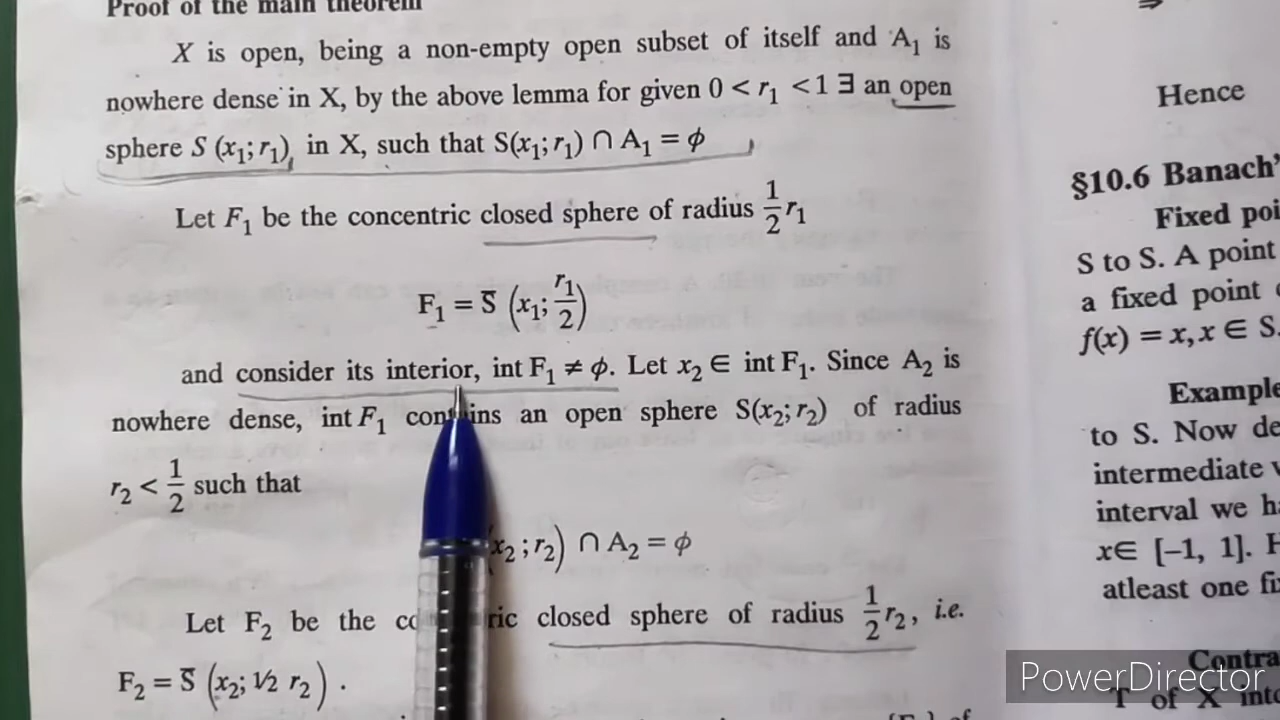 Proof of the main theorem
X is open, being a non-empty open subset of itself and A₁ is
nowhere dense in X, by the above lemma for given 0 < r₁ < 1 ∃ an open
sphere S (x₁; r₁) in X, such that S(x₁; r₁) ∩ A₁ = ϕ
Let F₁ be the concentric closed sphere of radius 1/2 r₁
F₁ = S̅ (x₁; r₁/2)
and consider its interior, int F₁ ≠ ϕ. Let x₂ ∈ int F₁. Since A₂ is
nowhere dense, int F₁ contains an open sphere S(x₂; r₂) of radius
r₂ < 1/2 such that
x₂ ; r₂) ∩ A₂ = ϕ
Let F₂ be the closed sphere of radius 1/2 r₂, i.e.
F₂ = S̅ (x₂; 1/2 r₂) .
⇒
Hence
§10.6 Banach'
Fixed poi
S to S. A point
a fixed point
f(x) = x, x ∈ S.
Example
to S. Now de
intermediate
interval we ha
x∈ [–1, 1]. H
atleast one fi
Contra
T of X into
PowerDirector